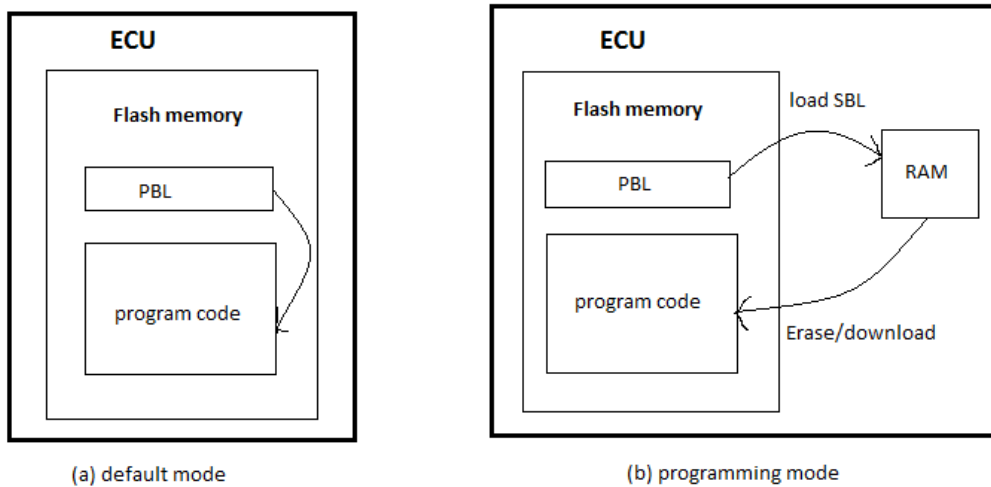 ECU
Flash memory
PBL
program code
(a) default mode
ECU
Flash memory
load SBL
PBL
RAM
program code
Erase/download
(b) programming mode